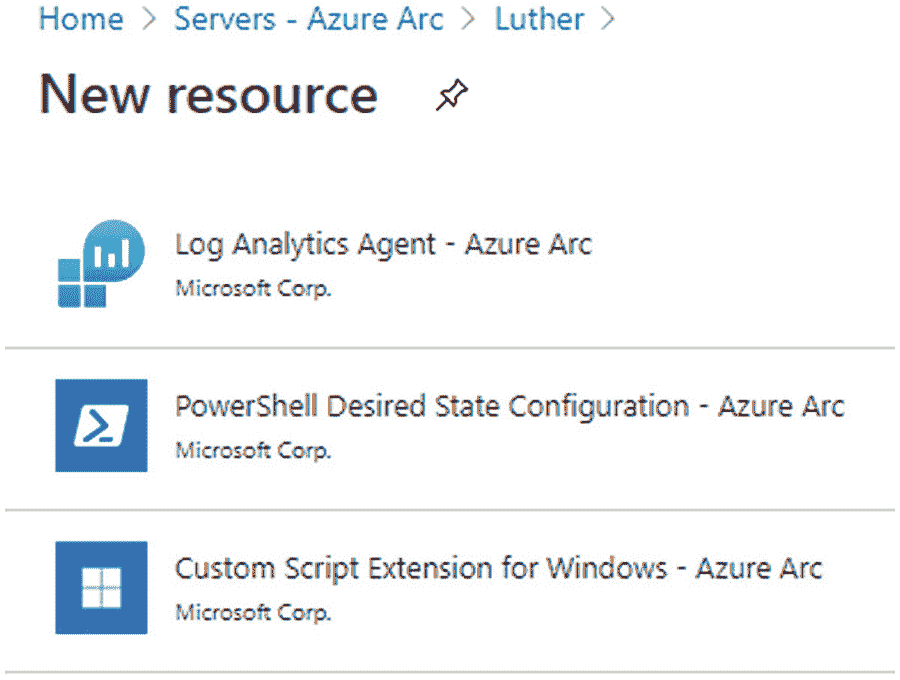 Home > Servers - Azure Arc > Luther >
New resource
Log Analytics Agent - Azure Arc
Microsoft Corp.
PowerShell Desired State Configuration - Azure Arc
Microsoft Corp.
Custom Script Extension for Windows - Azure Arc
Microsoft Corp.